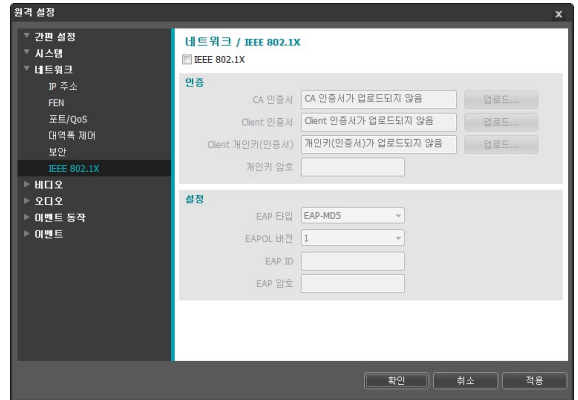 원격 설정
x
간편 설정
시스템
네트워크
IP 주소
FEN
포트/QoS
대역폭 제어
보안
IEEE 802.1X
비디오
오디오
이벤트 동작
이벤트
네트워크 / IEEE 802.1X
IEEE 802.1X
인증
CA 인증서 CA 인증서가 업로드되지 않음 업로드...
Client 인증서 Client 인증서가 업로드되지 않음 업로드...
Client 개인키(인증서) 개인키(인증서)가 업로드되지 않음 업로드...
개인키 암호
설정
EAP 타입 EAP-MD5
EAPOL 버전 1
EAP ID
EAP 암호
확인 취소 적용